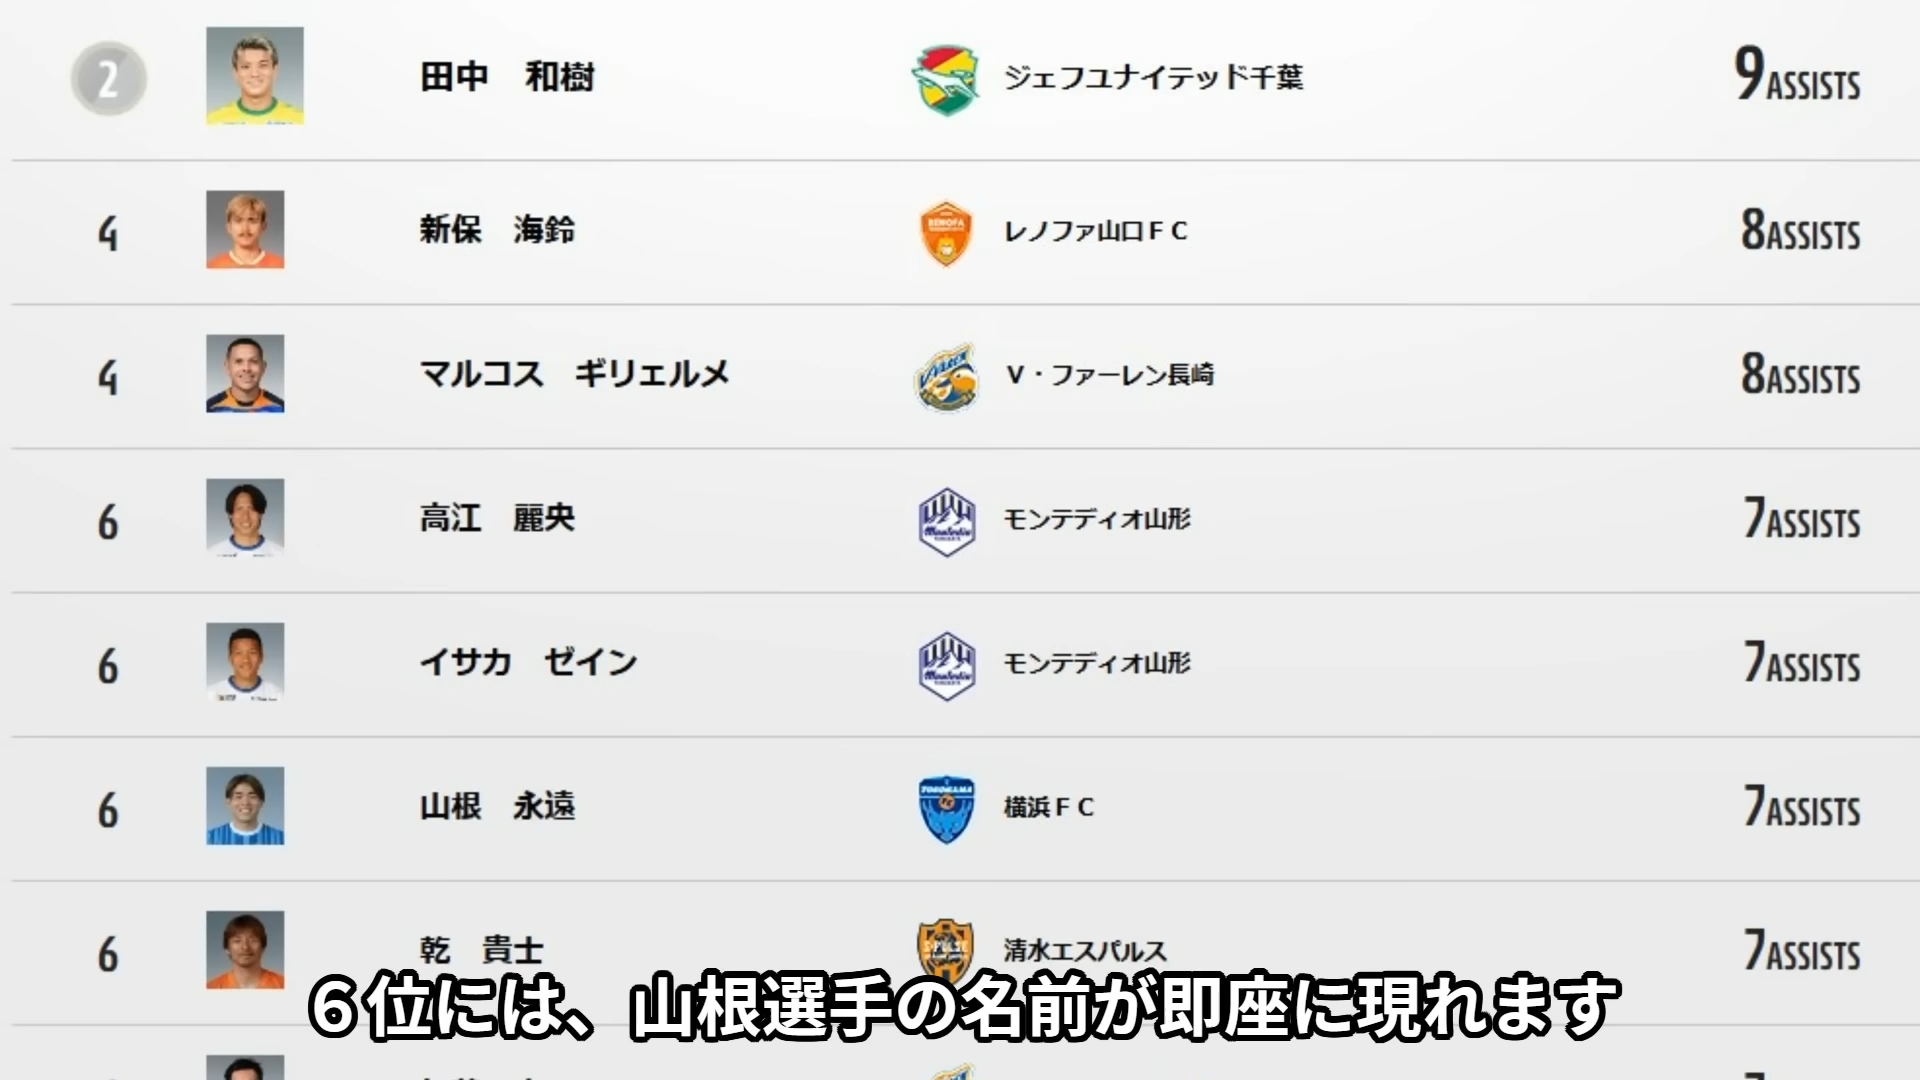 2 田中 和樹 ジェフユナイテッド千葉 9ASSISTS
4 新保 海鈴 RENOFA レノファ山口ＦＣ 8ASSISTS
4 マルコス ギリェルメ Ｖ・ファーレン長崎 8ASSISTS
6 高江 麗央 Montedio モンテディオ山形 7ASSISTS
6 イサカ ゼイン Montedio モンテディオ山形 7ASSISTS
6 山根 永遠 YOKOHAMA 横浜ＦＣ 7ASSISTS
6 乾 貴士 S-PULSE 清水エスパルス 7ASSISTS
６位には、山根選手の名前が即座に現れます